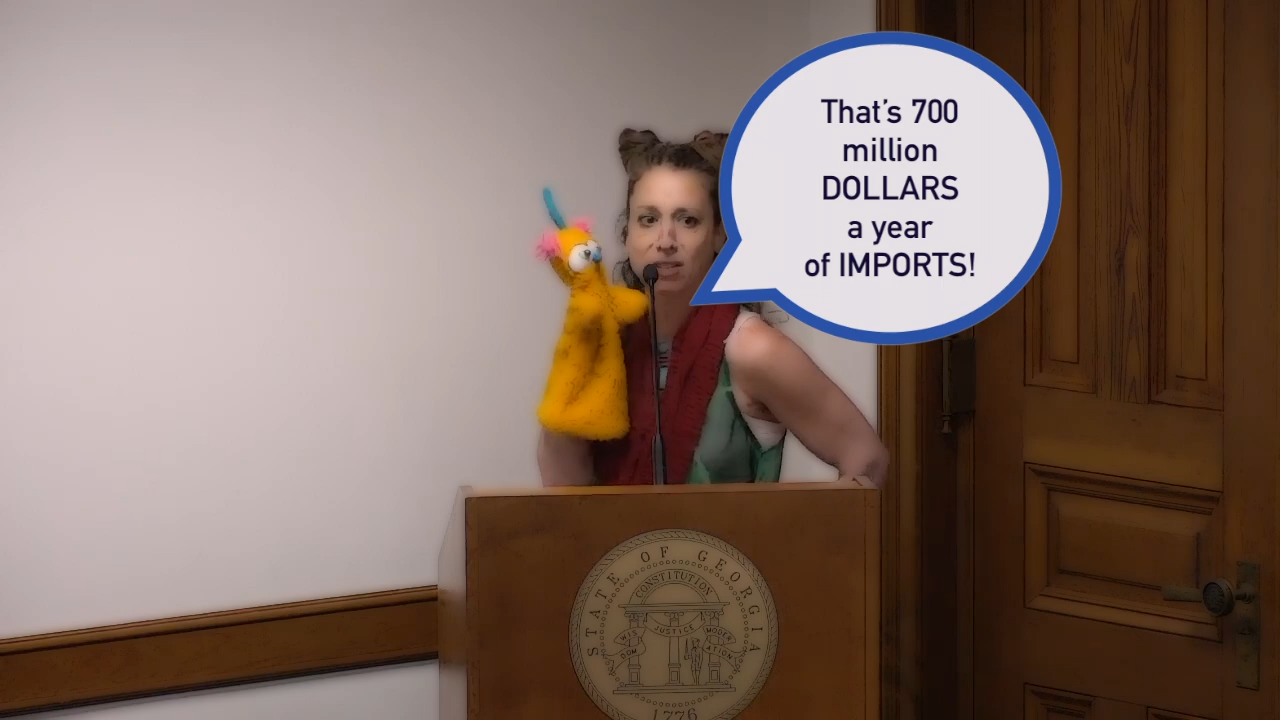 That's 700
million
DOLLARS
a year
of IMPORTS!
STATE OF GEORGIA
CONSTITUTION
WISDOM
JUSTICE
MODERATION
1776